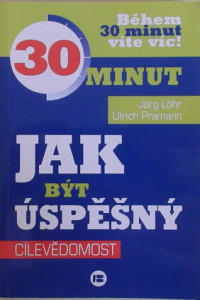 Během
30 minut
víte víc!
30 MINUT
Jörg Löhr
Ulrich Pramann
JAK
BÝT
ÚSPĚŠNÝ
CÍLEVĚDOMOST